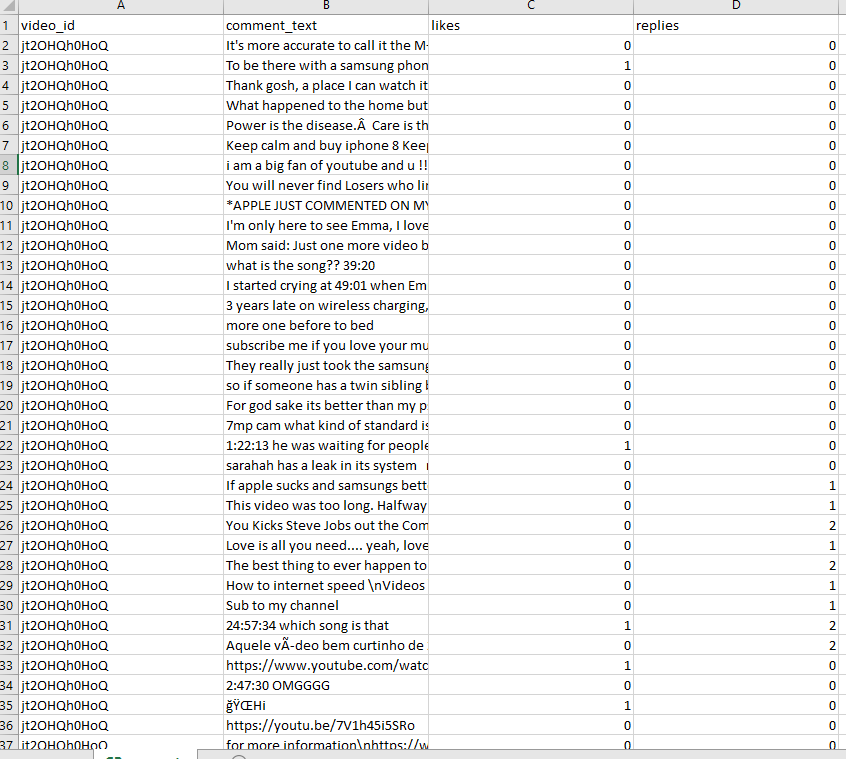 A B C D
1 video_id comment_text likes replies
2 jt2OHQh0HoQ It's more accurate to call it the M 0 0
3 jt2OHQh0HoQ To be there with a samsung phon 1 0
4 jt2OHQh0HoQ Thank gosh, a place I can watch it 0 0
5 jt2OHQh0HoQ What happened to the home but 0 0
6 jt2OHQh0HoQ Power is the disease.Â  Care is th 0 0
7 jt2OHQh0HoQ Keep calm and buy iphone 8 Kee 0 0
8 jt2OHQh0HoQ i am a big fan of youtube and u !! 0 0
9 jt2OHQh0HoQ You will never find Losers who li 0 0
10 jt2OHQh0HoQ *APPLE JUST COMMENTED ON MY 0 0
11 jt2OHQh0HoQ I'm only here to see Emma, I love 0 0
12 jt2OHQh0HoQ Mom said: Just one more video b 0 0
13 jt2OHQh0HoQ what is the song?? 39:20 0 0
14 jt2OHQh0HoQ I started crying at 49:01 when Em 0 0
15 jt2OHQh0HoQ 3 years late on wireless charging, 0 0
16 jt2OHQh0HoQ more one before to bed 0 0
17 jt2OHQh0HoQ subscribe me if you love your mu 0 0
18 jt2OHQh0HoQ They really just took the samsung 0 0
19 jt2OHQh0HoQ so if someone has a twin sibling 0 0
20 jt2OHQh0HoQ For god sake its better than my p 0 0
21 jt2OHQh0HoQ 7mp cam what kind of standard is 0 0
22 jt2OHQh0HoQ 1:22:13 he was waiting for people 1 0
23 jt2OHQh0HoQ sarahah has a leak in its system 0 0
24 jt2OHQh0HoQ If apple sucks and samsungs bett 0 1
25 jt2OHQh0HoQ This video was too long. Halfway 0 1
26 jt2OHQh0HoQ You Kicks Steve Jobs out the Com 0 2
27 jt2OHQh0HoQ Love is all you need.... yeah, love 0 1
28 jt2OHQh0HoQ The best thing to ever happen to 0 2
29 jt2OHQh0HoQ How to internet speed \nVideos 0 1
30 jt2OHQh0HoQ Sub to my channel 0 1
31 jt2OHQh0HoQ 24:57:34 which song is that 1 2
32 jt2OHQh0HoQ Aquele vÃ-deo bem curtinho de 0 2
33 jt2OHQh0HoQ https://www.youtube.com/watc 1 0
34 jt2OHQh0HoQ 2:47:30 OMGGGG 0 0
35 jt2OHQh0HoQ ğŸŒHi 1 0
36 jt2OHQh0HoQ https://youtu.be/7V1h45i5SRo 0 0
37 jt2OHQh0HoQ for more information\nhttps://w 0 0